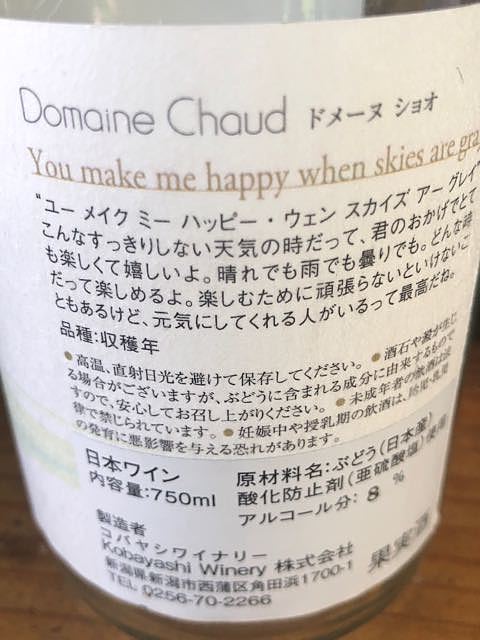 Domaine Chaud ドメーヌ ショオ
You make me happy when skies are gra
“ユー メイク ミー ハッピー・ウェン スカイズ アー グレイ”
こんなすっきりしない天気の時だって、君のおかげでとて
も楽しくて嬉しいよ。晴れでも雨でも曇りでも。どんな時
だって楽しめるよ。楽しむために頑張らないといけないこ
ともあるけど、元気にしてくれる人がいるって最高だね。
品種:収穫年
●高温、直射日光を避けて保存してください。 ●酒石や澱が生じ
る場合がございますが、ぶどうに含まれる成分に由来するもので
すので、安心してお召し上がりください。 ●未成年者の飲酒は法
律で禁じられています。 ●妊娠中や授乳期の飲酒は、胎児・乳児
の発育に悪影響を与える恐れがあります。
日本ワイン
内容量:750ml
原材料名:ぶどう(日本産)
酸化防止剤(亜硫酸塩)使用
アルコール分: 8 %
製造者
コバヤシワイナリー
Kobayashi Winery 株式会社
新潟県新潟市西蒲区角田浜1700-1
TEL 0256-70-2266
果実酒